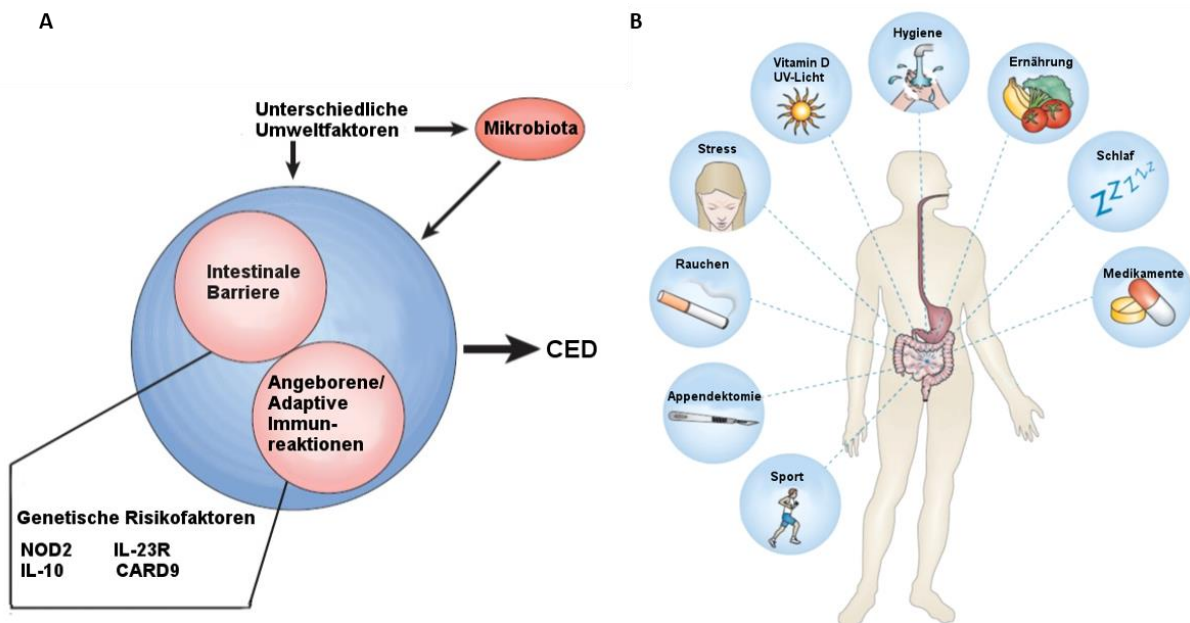 A
Unterschiedliche
Umweltfaktoren
Mikrobiota
Intestinale
Barriere
Angeborene/
Adaptive
Immun-
reaktionen
CED
Genetische Risikofaktoren
NOD2 IL-23R
IL-10 CARD9
B
Hygiene
Vitamin D
UV-Licht
Ernährung
Stress
Schlaf
ZZZZZ
Rauchen
Medikamente
Appendektomie
Sport